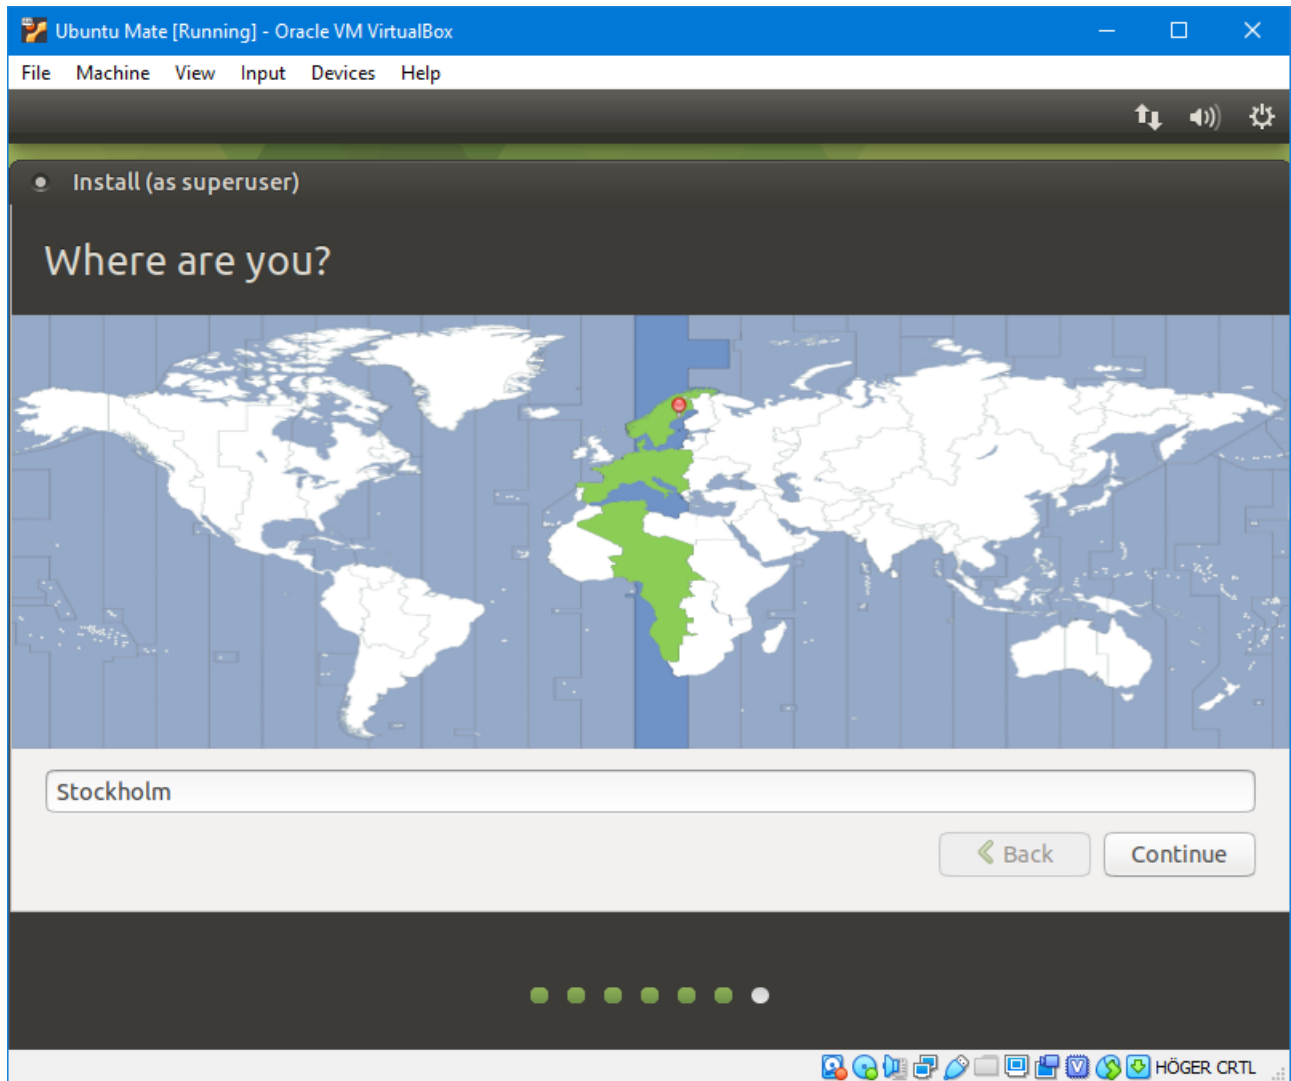 Ubuntu Mate [Running] - Oracle VM VirtualBox
File Machine View Input Devices Help
Install (as superuser)
Where are you?
Stockholm
Back Continue
V HÖGER CRTL